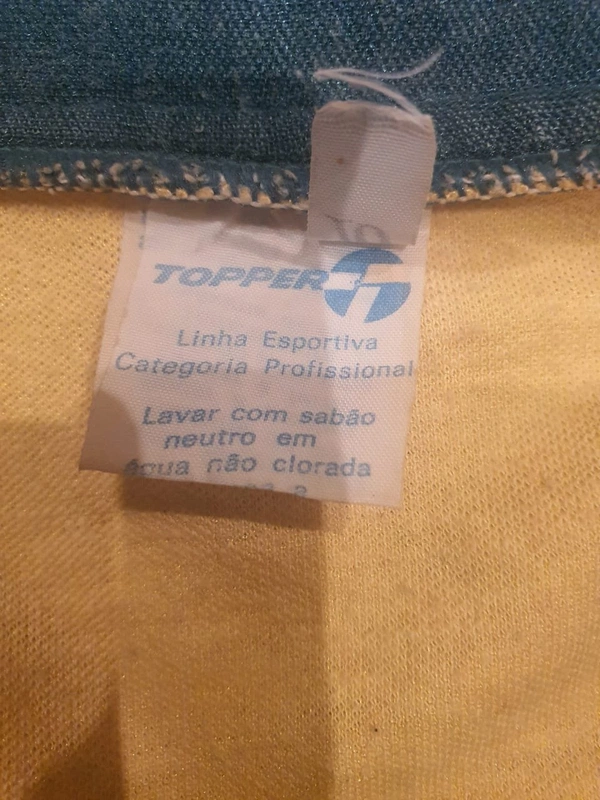 TOPPER
Linha Esportiva
Categoria Profissional
Lavar com sabão
neutro em
água não clorada